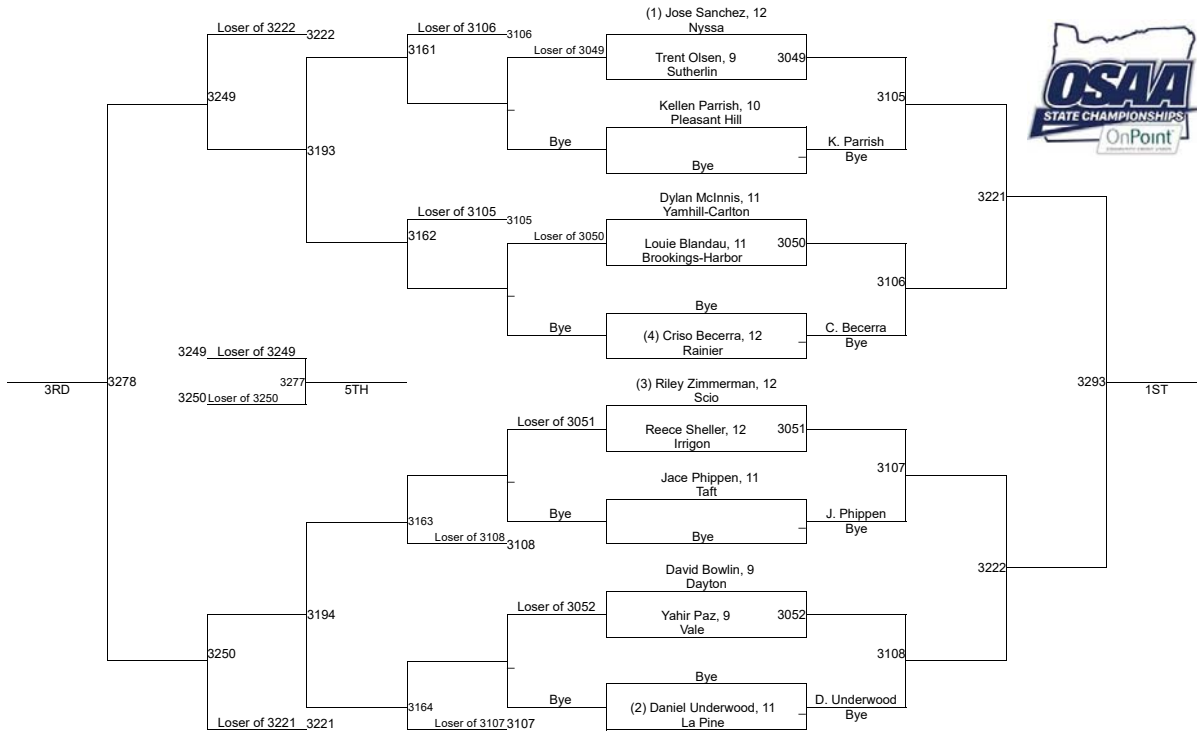 (1) Jose Sanchez, 12
Nyssa
Loser of 3222
3222
Loser of 3106
3106
3161
Loser of 3049
Trent Olsen, 9
Sutherlin
3049
OSAA
STATE CHAMPIONSHIPS
OnPoint
3249
3105
Kellen Parrish, 10
Pleasant Hill
Bye
K. Parrish
Bye
Bye
3193
Dylan McInnis, 11
Yamhill-Carlton
3221
Loser of 3105
3105
3162
Loser of 3050
Louie Blandau, 11
Brookings-Harbor
3050
3106
Bye
Bye
(4) Criso Becerra, 12
Rainier
C. Becerra
Bye
3249
Loser of 3249
3RD
3278
3277
5TH
3250
Loser of 3250
(3) Riley Zimmerman, 12
Scio
3293
1ST
Loser of 3051
Reece Sheller, 12
Irrigon
3051
3107
Jace Phippen, 11
Taft
Bye
J. Phippen
Bye
Bye
3163
Loser of 3108
3108
David Bowlin, 9
Dayton
3222
3194
Loser of 3052
Yahir Paz, 9
Vale
3052
3250
3108
Bye
Bye
(2) Daniel Underwood, 11
La Pine
D. Underwood
Bye
3164
Loser of 3221
3221
Loser of 3107
3107